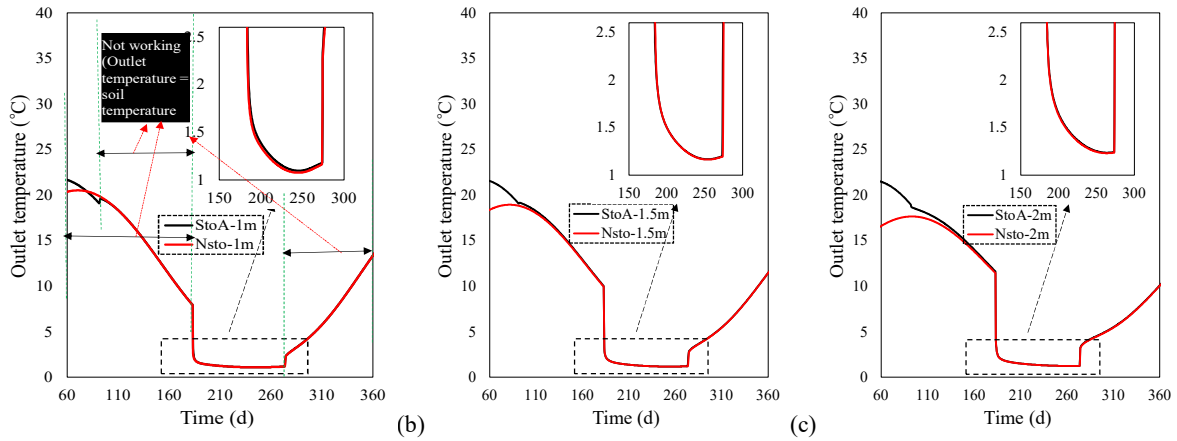 40
35
30
25
20
15
10
5
0
Outlet temperature (℃)
60 110 160 210 260 310 360
Time (d)
Not working
(Outlet
temperature =
soil
temperature
2.5
2
1.5
1
150 200 250 300
StoA-1m
Nsto-1m
(b)
40
35
30
25
20
15
10
5
0
Outlet temperature (℃)
60 110 160 210 260 310 360
Time (d)
2.5
2
1.5
1
150 200 250 300
StoA-1.5m
Nsto-1.5m
(c)
40
35
30
25
20
15
10
5
0
Outlet temperature (℃)
60 110 160 210 260 310 360
Time (d)
2.5
2
1.5
1
150 200 250 300
StoA-2m
Nsto-2m